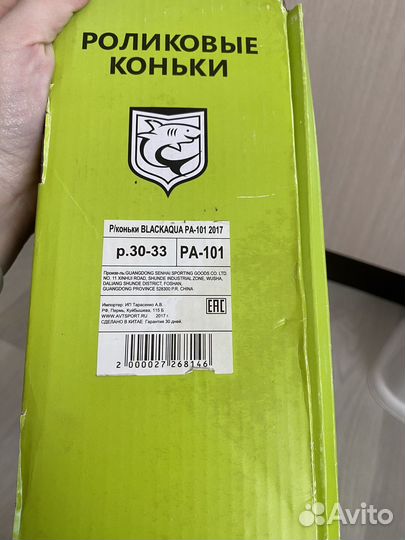 РОЛИКОВЫЕ
КОНЬКИ
Р/коньки BLACKAQUA PA-101 2017
р.30-33
PA-101
Произв-ль: GUANGDONG SENHAI SPORTING GOODS CO. LTD.
NO. 11 XINHUI ROAD, SHUNDE INDUSTRIAL ZONE, WUSHA,
DALIANG SHUNDE DISTRICT, FOSHAN,
GUANGDONG PROVINCE 528300 P.R. CHINA
Импортер: ИП Тарасенко А.В.
РФ, Пермь, Куйбышева, 115 Б
WWW.AVTSPORT.RU 2017 г.
СДЕЛАНО В КИТАЕ Гарантия 30 дней.
EAC
2 000027 268146
Avito